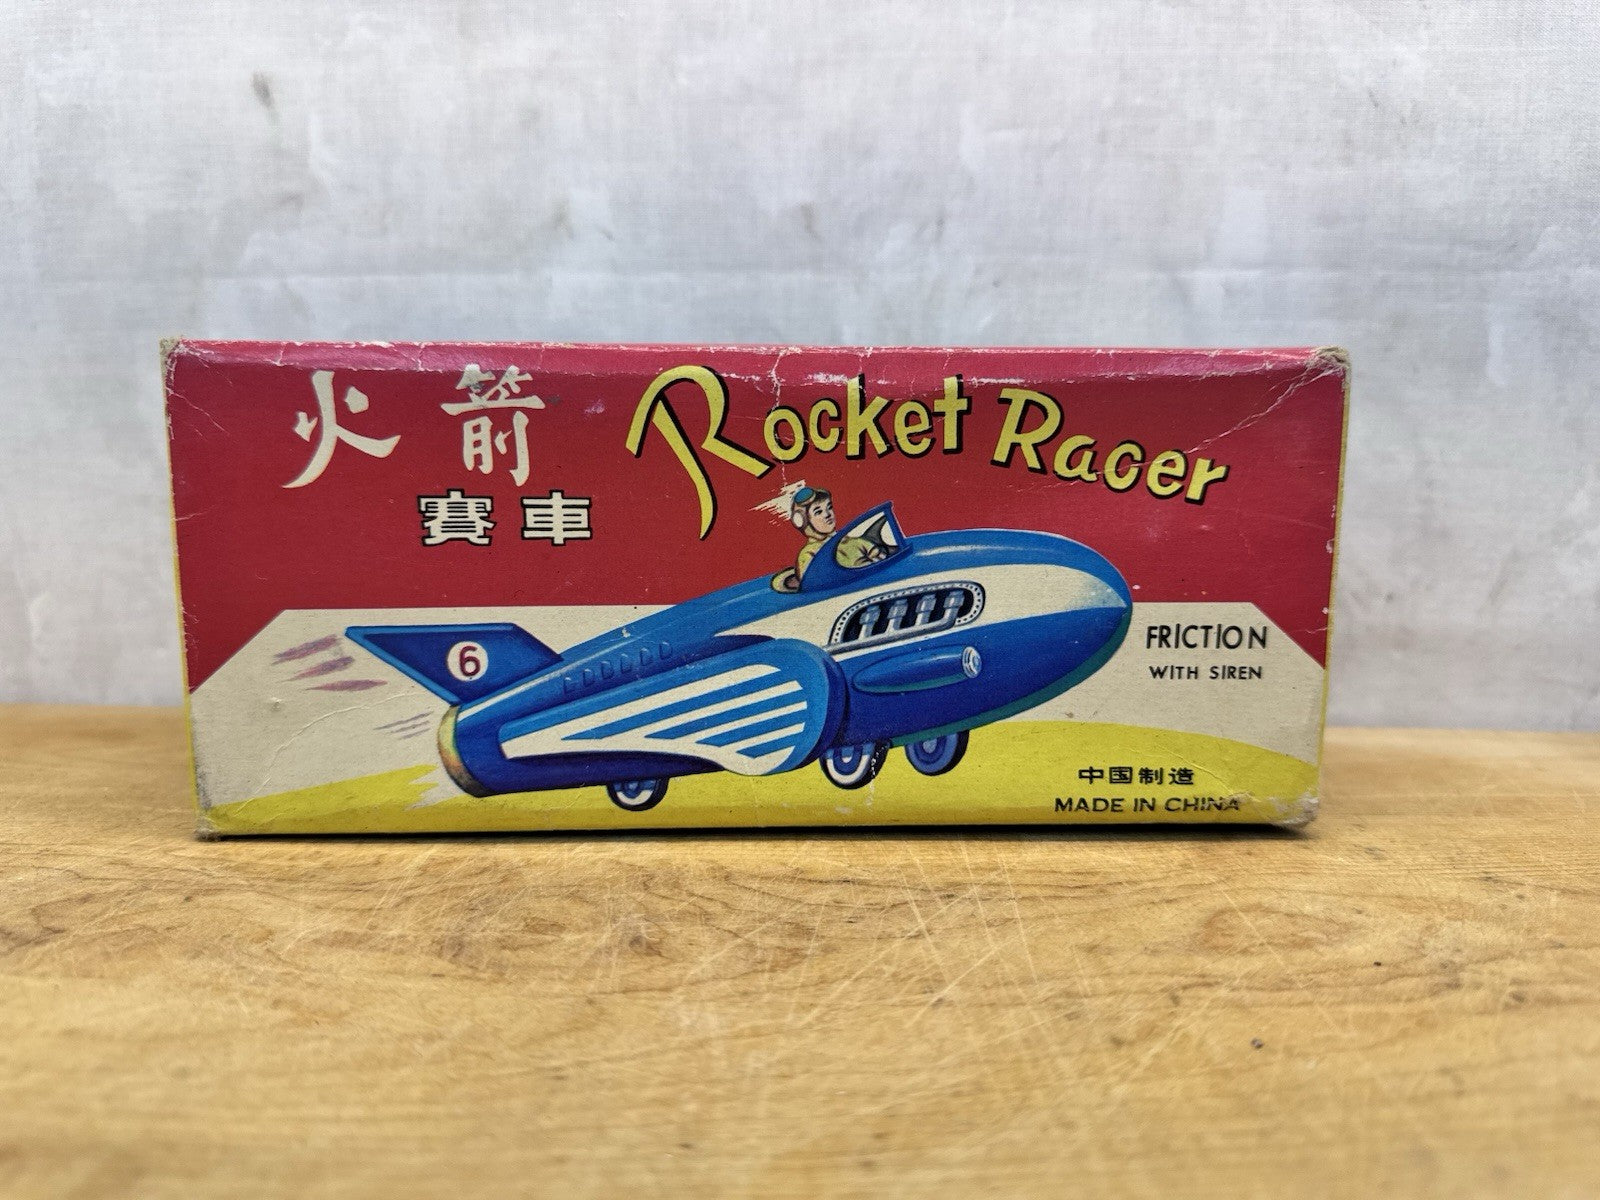 火箭
賽車
Rocket Racer
6
FRICTION
WITH SIREN
中国制造
MADE IN CHINA